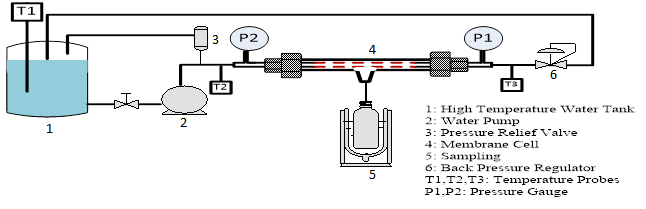 T1
3
P2
4
P1
T2
T3
6
1
2
5
1: High Temperature Water Tank
2: Water Pump
3: Pressure Relief Valve
4: Membrane Cell
5: Sampling
6: Back Pressure Regulator
T1,T2,T3: Temperature Probes
P1,P2: Pressure Gauge